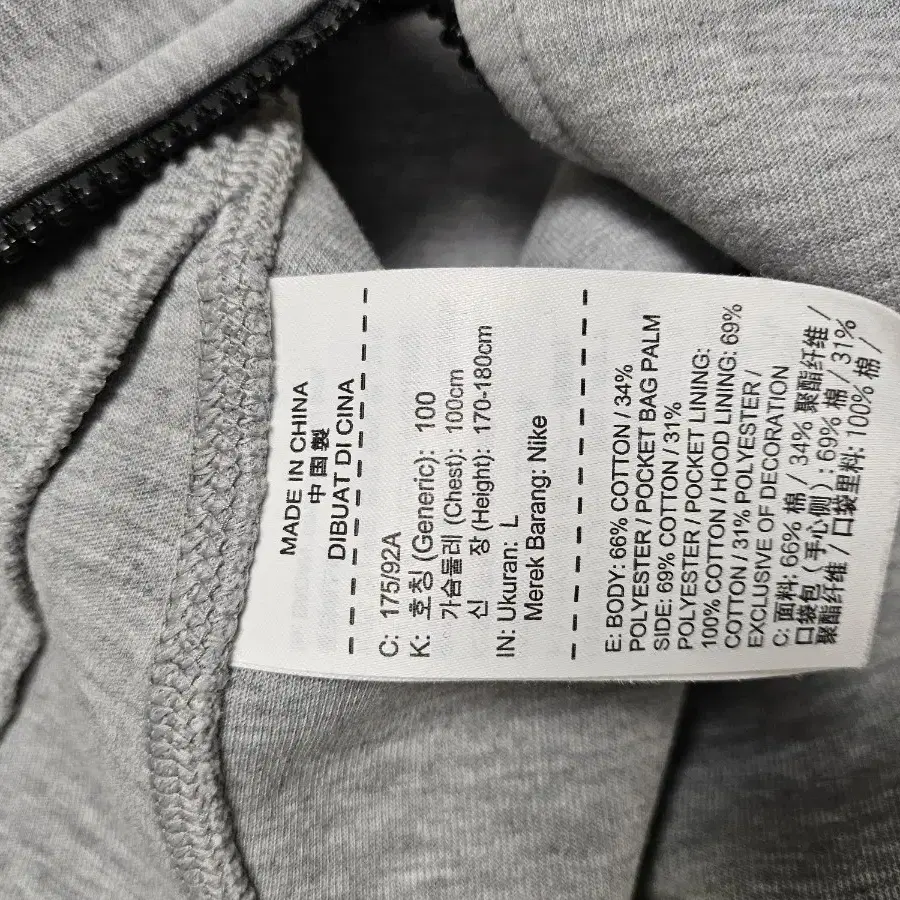 MADE IN CHINA
中国製
DIBUAT DI CINA
C: 175/92A
K: 호칭 (Generic): 100
가슴둘레 (Chest): 100cm
신 장 (Height): 170-180cm
IN: Ukuran: L
Merek Barang: Nike
E: BODY: 66% COTTON / 34%
POLYESTER / POCKET BAG PALM
SIDE: 69% COTTON / 31%
POLYESTER / POCKET LINING:
100% COTTON / HOOD LINING: 69%
COTTON / 31% POLYESTER /
EXCLUSIVE OF DECORATION
C: 面料: 66% 棉 / 34% 聚酯纤维 /
口袋包（手心侧）: 69% 棉 / 31%
聚酯纤维 / 口袋里料: 100% 棉 /